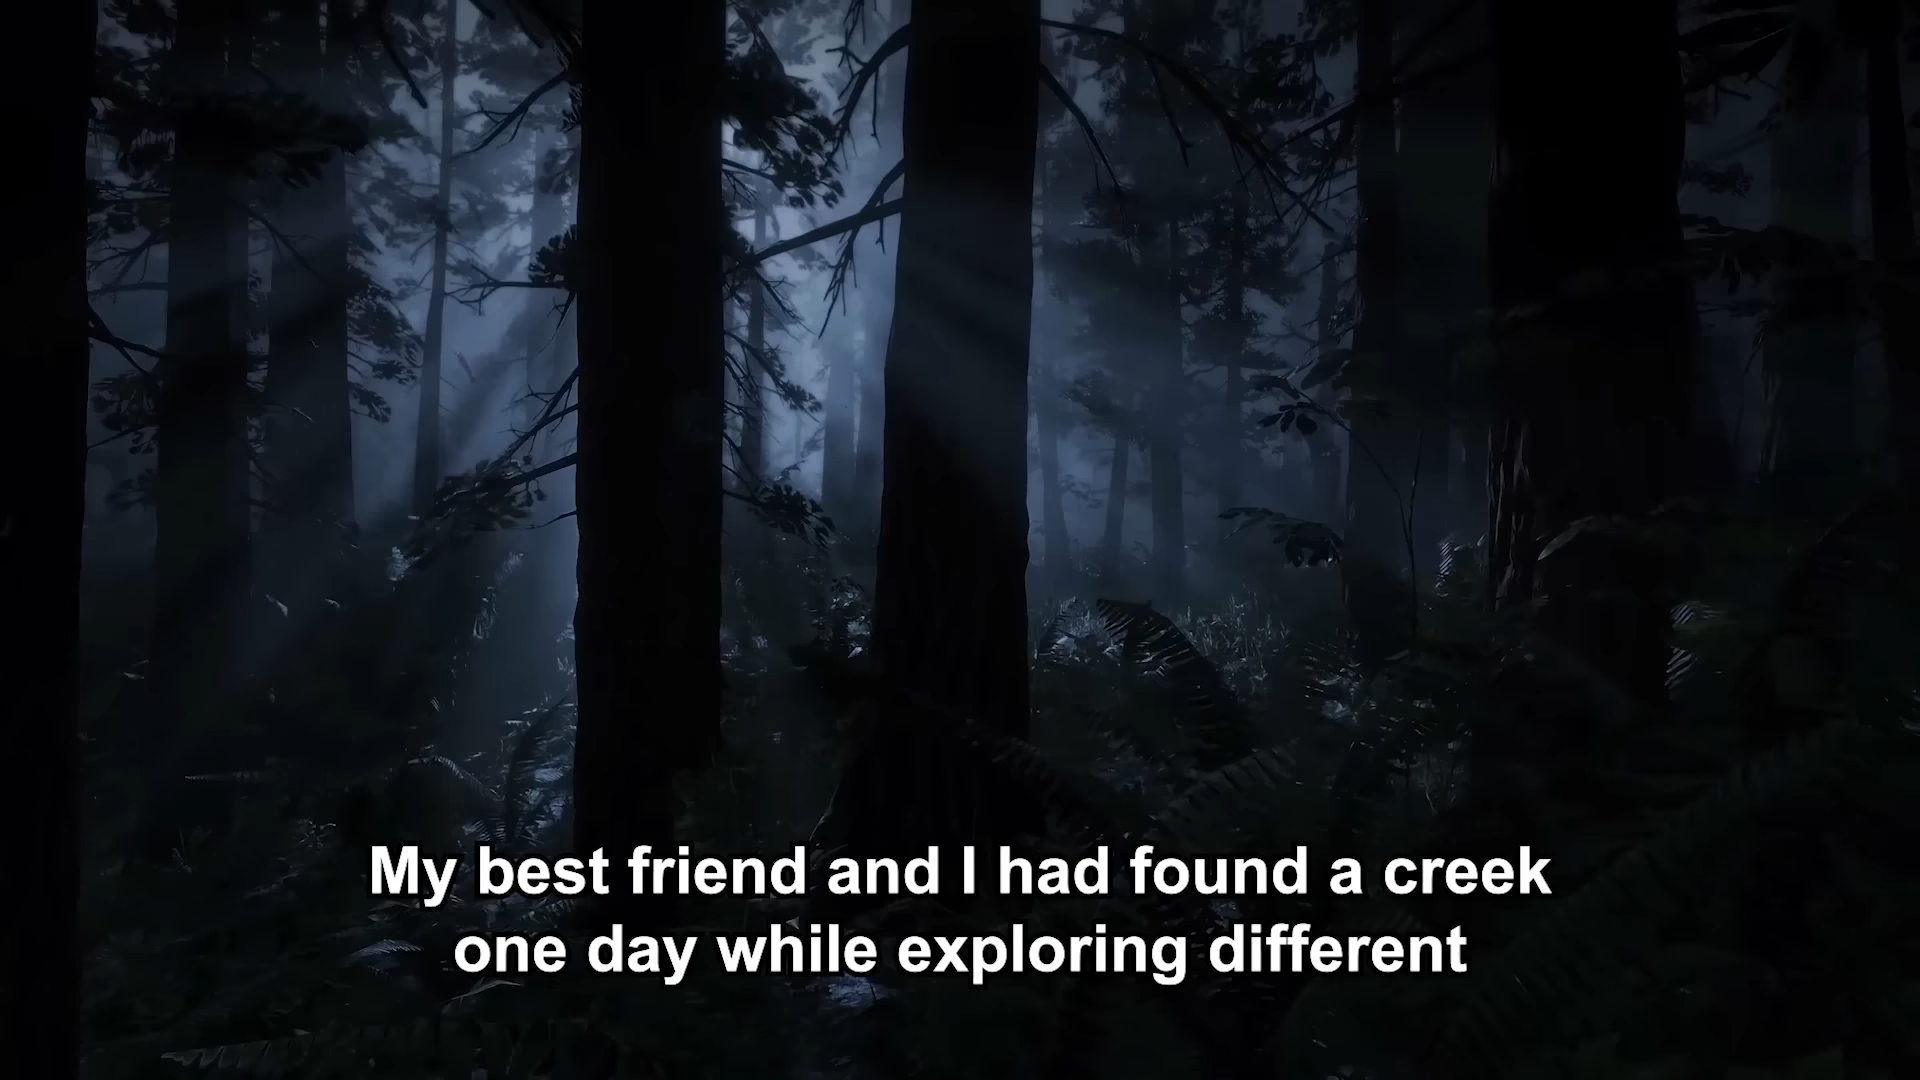 My best friend and I had found a creek
one day while exploring different